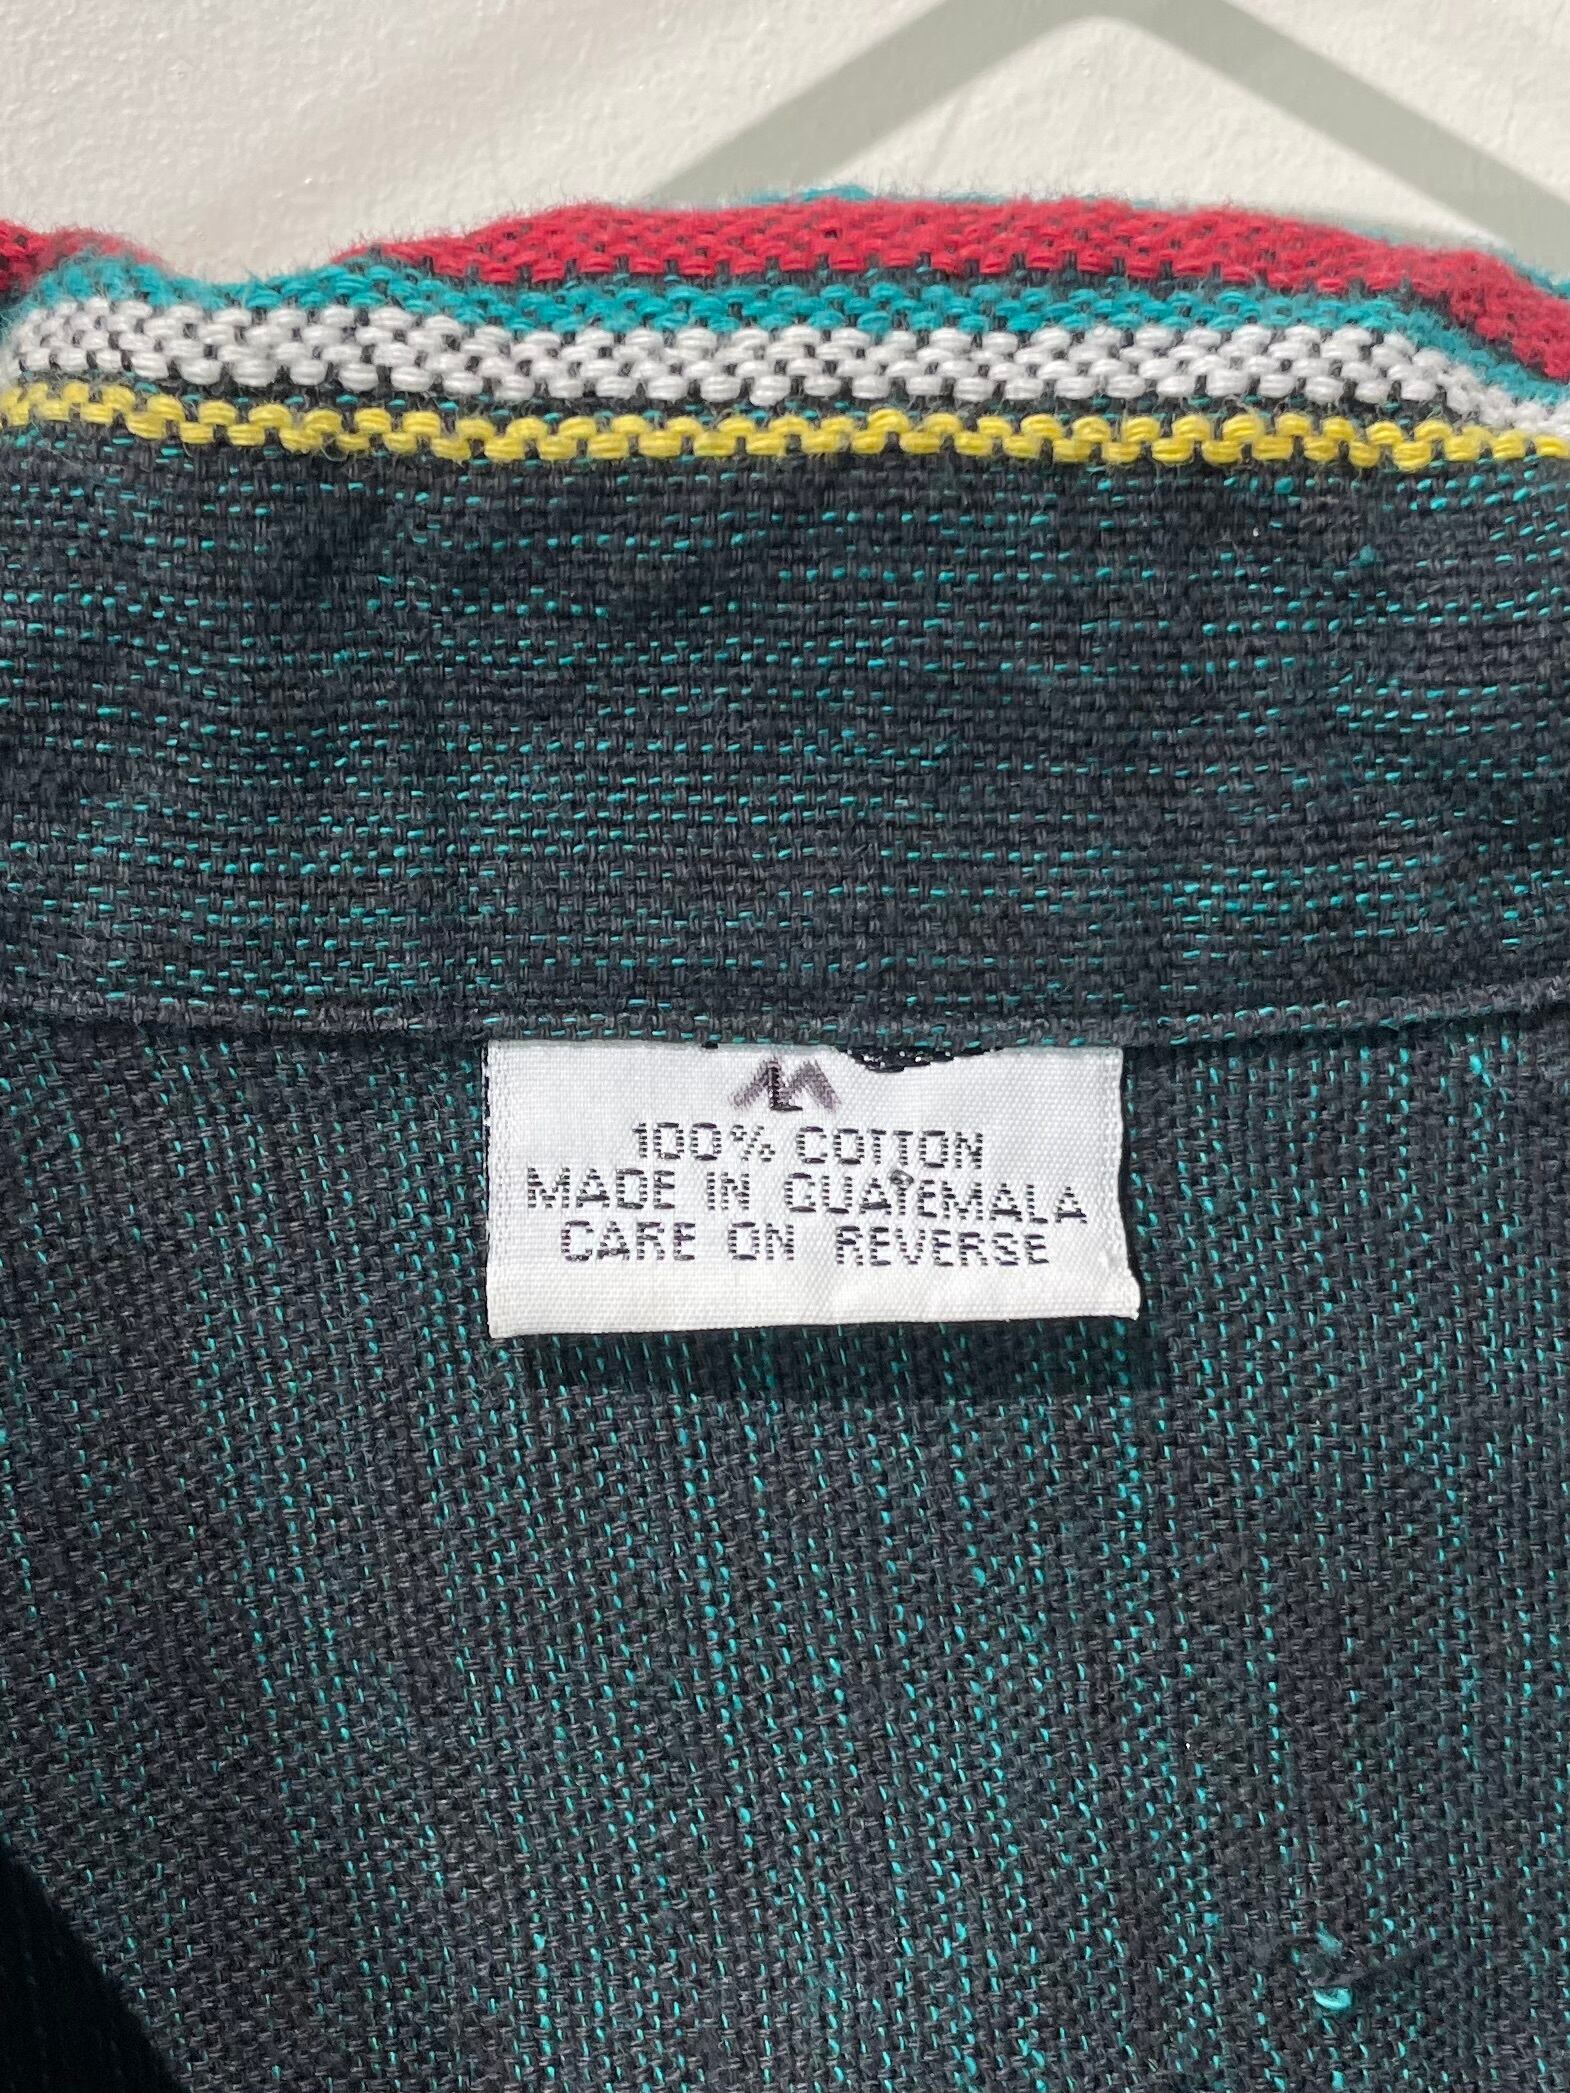 M
L
100% COTTON
MADE IN GUATEMALA
CARE ON REVERSE